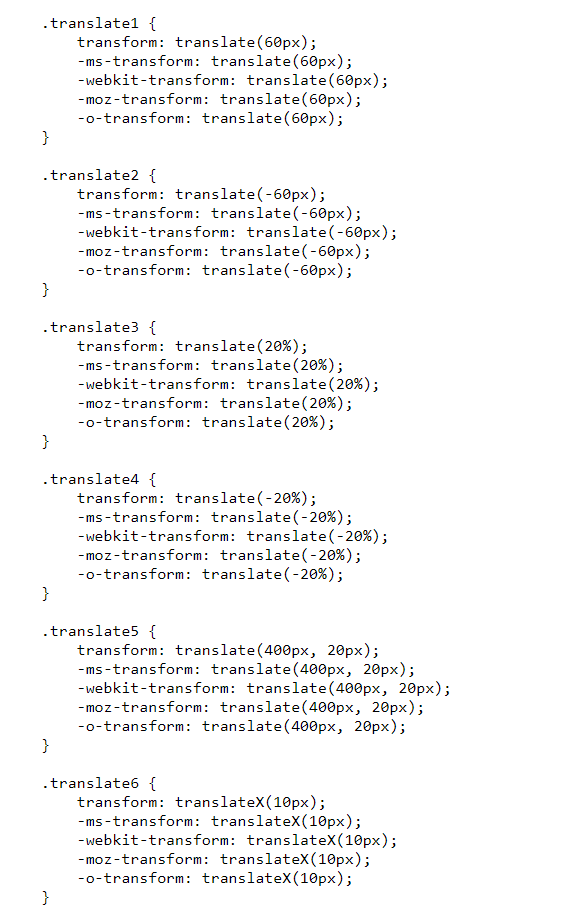 .translate1 {
    transform: translate(60px);
    -ms-transform: translate(60px);
    -webkit-transform: translate(60px);
    -moz-transform: translate(60px);
    -o-transform: translate(60px);
}

.translate2 {
    transform: translate(-60px);
    -ms-transform: translate(-60px);
    -webkit-transform: translate(-60px);
    -moz-transform: translate(-60px);
    -o-transform: translate(-60px);
}

.translate3 {
    transform: translate(20%);
    -ms-transform: translate(20%);
    -webkit-transform: translate(20%);
    -moz-transform: translate(20%);
    -o-transform: translate(20%);
}

.translate4 {
    transform: translate(-20%);
    -ms-transform: translate(-20%);
    -webkit-transform: translate(-20%);
    -moz-transform: translate(-20%);
    -o-transform: translate(-20%);
}

.translate5 {
    transform: translate(400px, 20px);
    -ms-transform: translate(400px, 20px);
    -webkit-transform: translate(400px, 20px);
    -moz-transform: translate(400px, 20px);
    -o-transform: translate(400px, 20px);
}

.translate6 {
    transform: translateX(10px);
    -ms-transform: translateX(10px);
    -webkit-transform: translateX(10px);
    -moz-transform: translateX(10px);
    -o-transform: translateX(10px);
}